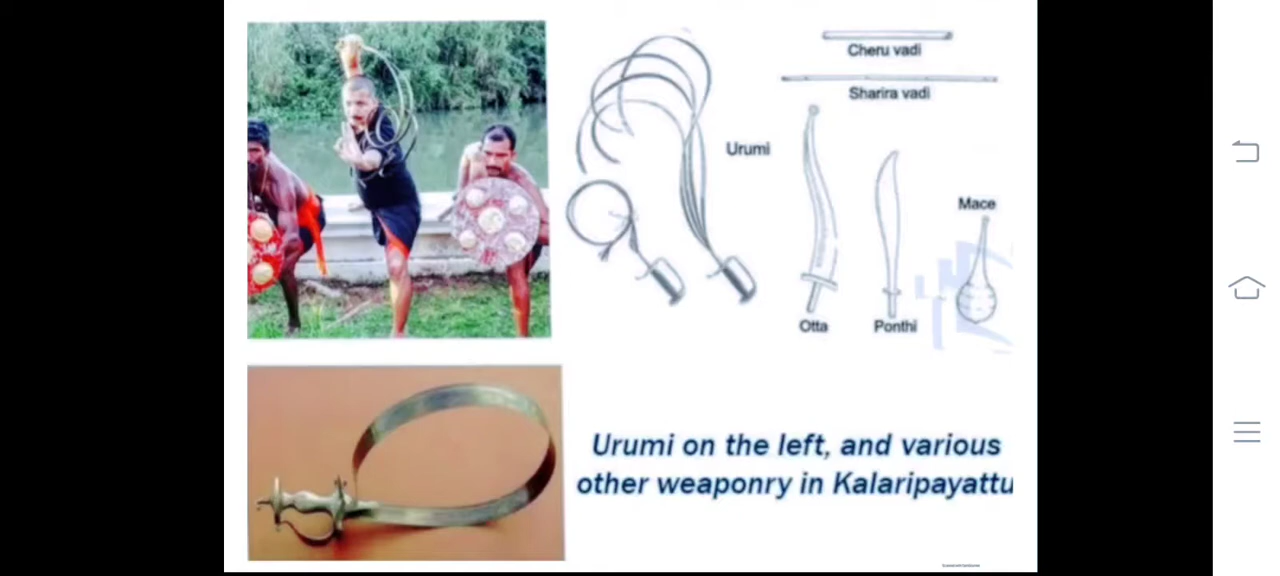 Cheru vadi
Sharira vadi
Urumi
Mace
Otta
Ponthi
Urumi on the left, and various
other weaponry in Kalaripayattu